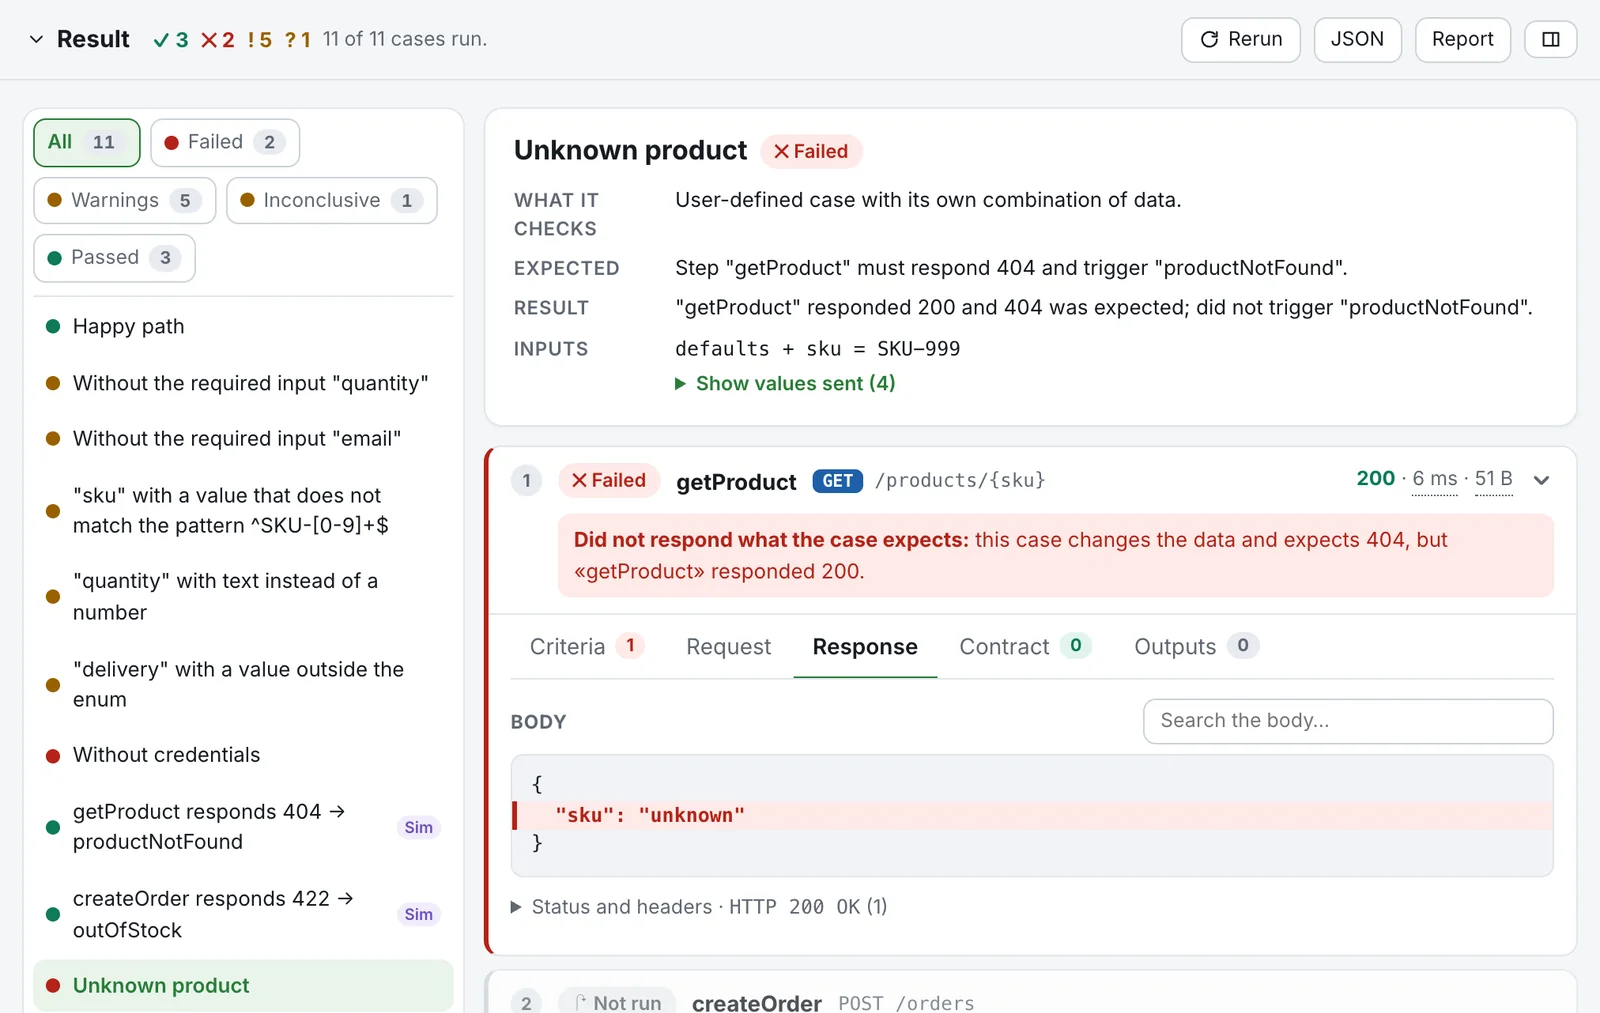 Result ✓ 3 ✕ 2 ! 5 ? 1 11 of 11 cases run.
Rerun JSON Report
All 11 Failed 2
Warnings 5 Inconclusive 1
Passed 3
Happy path
Without the required input "quantity"
Without the required input "email"
"sku" with a value that does not
match the pattern ^SKU-[0-9]+$
"quantity" with text instead of a
number
"delivery" with a value outside the
enum
Without credentials
getProduct responds 404 →
productNotFound
Sim
createOrder responds 422 →
outOfStock
Sim
Unknown product
Unknown product ✕ Failed
WHAT IT
CHECKS
User-defined case with its own combination of data.
EXPECTED
Step "getProduct" must respond 404 and trigger "productNotFound".
RESULT
"getProduct" responded 200 and 404 was expected; did not trigger "productNotFound".
INPUTS
defaults + sku = SKU-999
▶ Show values sent (4)
1 ✕ Failed getProduct GET /products/{sku} 200 · 6 ms · 51 B
Did not respond what the case expects: this case changes the data and expects 404, but
«getProduct» responded 200.
Criteria 1 Request Response Contract 0 Outputs 0
BODY
Search the body...
{
"sku": "unknown"
}
▶ Status and headers · HTTP 200 OK (1)
2 Not run createOrder POST /orders